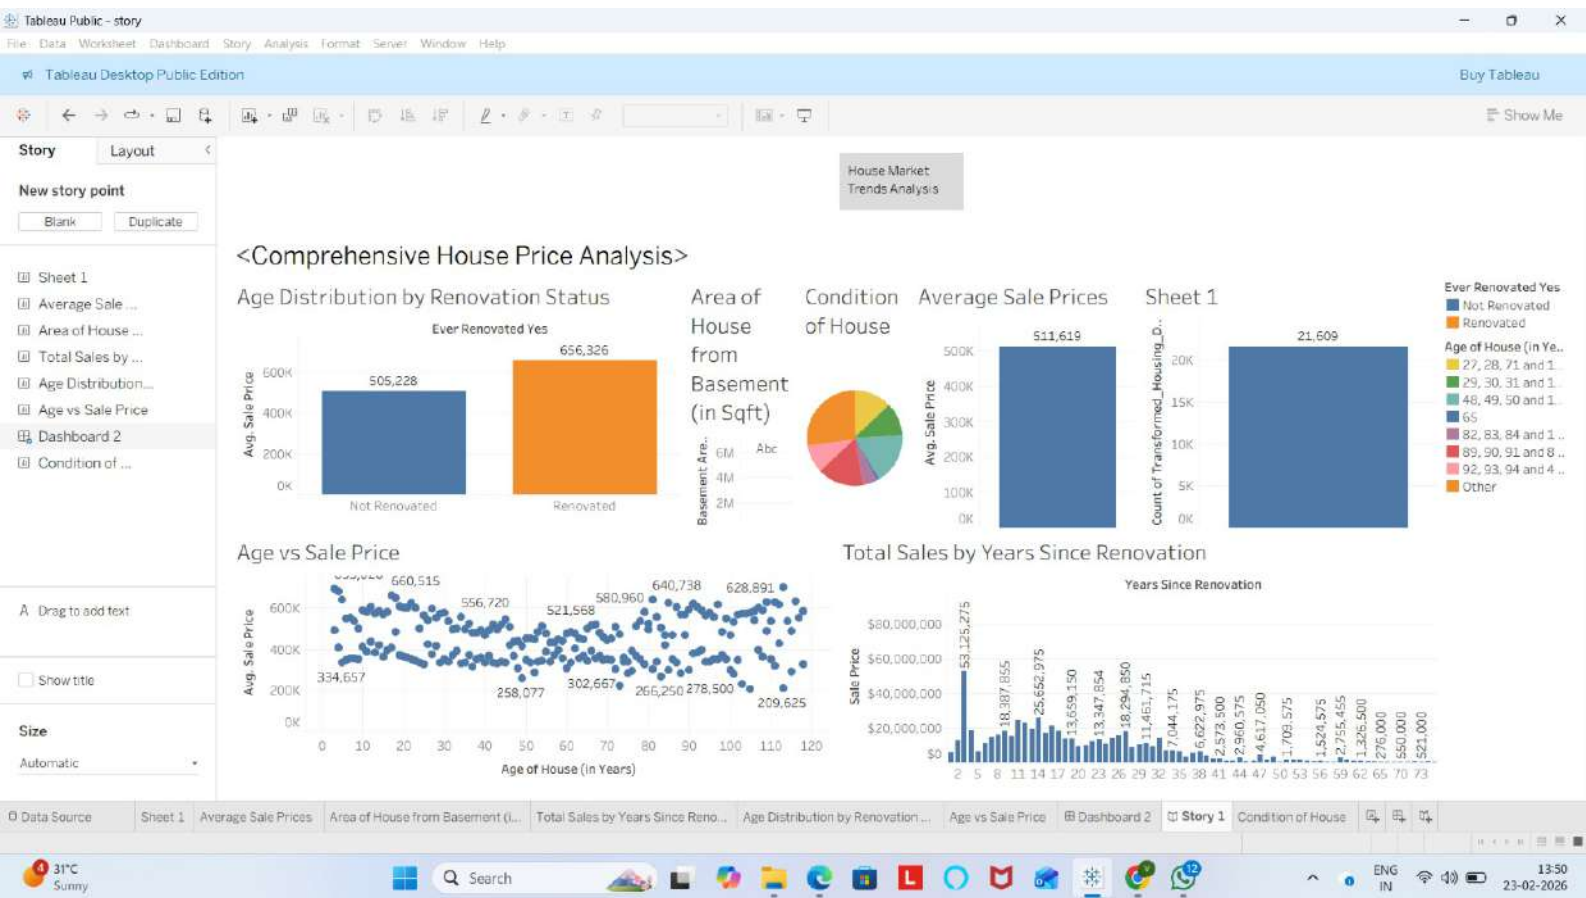 Tableau Public - story
File Data Worksheet Dashboard Story Analysis Format Server Window Help
Tableau Desktop Public Edition
Buy Tableau
Show Me
Story Layout
New story point
Blank Duplicate
Sheet 1
Average Sale ...
Area of House ...
Total Sales by ...
Age Distribution...
Age vs Sale Price
Dashboard 2
Condition of ...
A Drag to add text
Show title
Size
Automatic
House Market
Trends Analysis
<Comprehensive House Price Analysis>
Age Distribution by Renovation Status
Ever Renovated Yes
Avg. Sale Price
600K
400K
200K
0K
505,228
656,326
Not Renovated
Renovated
Area of
House
from
Basement
(in Sqft)
Basement Are..
6M
4M
2M
Abc
Condition
of House
Average Sale Prices
Avg. Sale Price
500K
400K
300K
200K
100K
0K
511,619
Sheet 1
Count of Transformed_Housing_D..
20K
15K
10K
5K
0K
21,609
Ever Renovated Yes
Not Renovated
Renovated
Age of House (in Ye..
27, 28, 71 and 1..
29, 30, 31 and 1..
48, 49, 50 and 1..
65
82, 83, 84 and 1 ..
89, 90, 91 and 8 ..
92, 93, 94 and 4 ..
Other
Age vs Sale Price
Avg. Sale Price
600K
400K
200K
0K
660,515
556,720
521,568
580,960
640,738
628,891
334,657
258,077
302,667
266,250
278,500
209,625
0 10 20 30 40 50 60 70 80 90 100 110 120
Age of House (in Years)
Total Sales by Years Since Renovation
Years Since Renovation
Sale Price
$80,000,000
$60,000,000
$40,000,000
$20,000,000
$0
53,125,275
18,387,855
25,652,975
13,659,150
13,347,854
18,294,850
11,461,715
7,044,175
6,622,975
2,573,500
2,960,575
4,617,050
1,709,575
1,524,575
2,755,455
1,326,500
276,000
550,000
521,000
2 5 8 11 14 17 20 23 26 29 32 35 38 41 44 47 50 53 56 59 62 65 70 73
Data Source Sheet 1 Average Sale Prices Area of House from Basement (i... Total Sales by Years Since Reno... Age Distribution by Renovation ... Age vs Sale Price Dashboard 2 Story 1 Condition of House
4
31°C
Sunny
Search
L
12
ENG
IN
13:50
23-02-2026